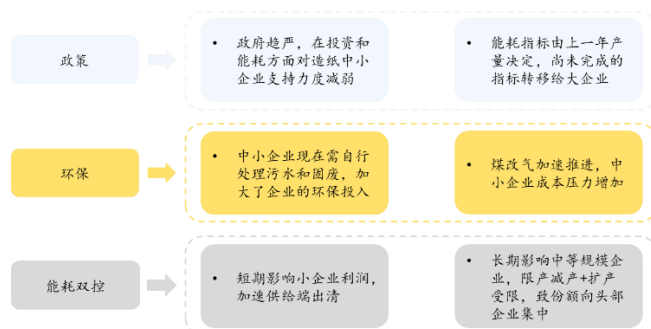 政策
• 政府趋严，在投资和
能耗方面对造纸中小
企业支持力度减弱
• 能耗指标由上一年产
量决定，尚未完成的
指标转移给大企业
环保
• 中小企业现在需自行
处理污水和固废，加
大了企业的环保投入
• 煤改气加速推进，中
小企业成本压力增加
能耗双控
• 短期影响小企业利润，
加速供给端出清
• 长期影响中等规模企
业，限产减产+扩产
受限，致份额向头部
企业集中